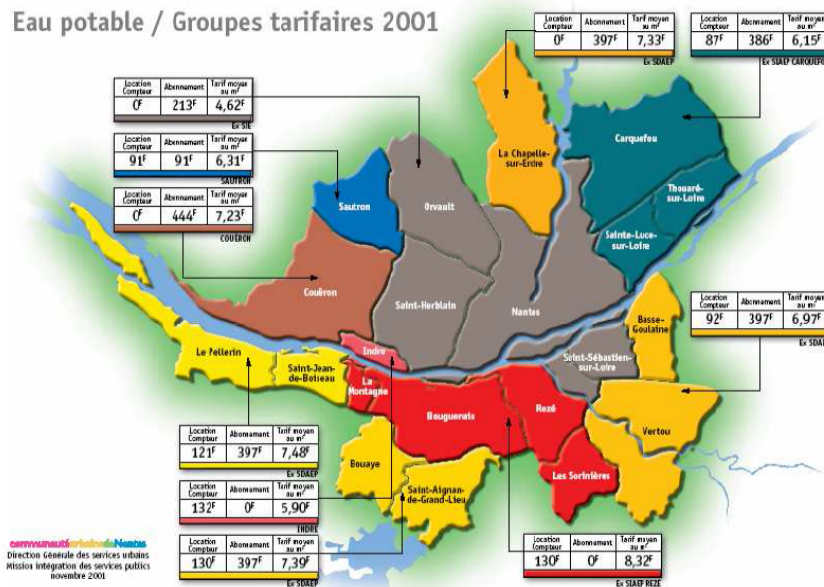 Eau potable / Groupes tarifaires 2001
Location Compteur Abonnement Tarif moyen au m³
0F 397F 7,33F
Ex SDAEP
Location Compteur Abonnement Tarif moyen au m³
87F 386F 6,15F
Ex SIAEP CARQUEFOU
Location Compteur Abonnement Tarif moyen au m³
0F 213F 4,62F
Ex SIE
Location Compteur Abonnement Tarif moyen au m³
91F 91F 6,31F
SAUTRON
Location Compteur Abonnement Tarif moyen au m³
0F 444F 7,23F
COUËRON
La Chapelle-
sur-Erdre
Carquefou
Thouaré-
sur-Loire
Sainte-Luce-
sur-Loire
Sautron
Orvault
Couëron
Saint-Herblain
Nantes
Basse-
Goulaine
Location Compteur Abonnement Tarif moyen au m³
92F 397F 6,97F
Indre
Saint-Sébastien-
sur-Loire
Le Pellerin
Saint-Jean-
de-Boiseau
La
Montagne
Bouguenais
Rezé
Vertou
Les Sorinières
Bouaye
Saint-Aignan-
de-Grand-Lieu
Location Compteur Abonnement Tarif moyen au m³
121F 397F 7,48F
Ex SDAEP
Location Compteur Abonnement Tarif moyen au m³
132F 0F 5,90F
INDRE
Location Compteur Abonnement Tarif moyen au m³
130F 397F 7,39F
Ex SDAEP
Location Compteur Abonnement Tarif moyen au m³
130F 0F 8,32F
Ex SIAEP REZÉ
communautéurbainedeNantes
Direction Générale des services urbains
Mission intégration des services publics
novembre 2001